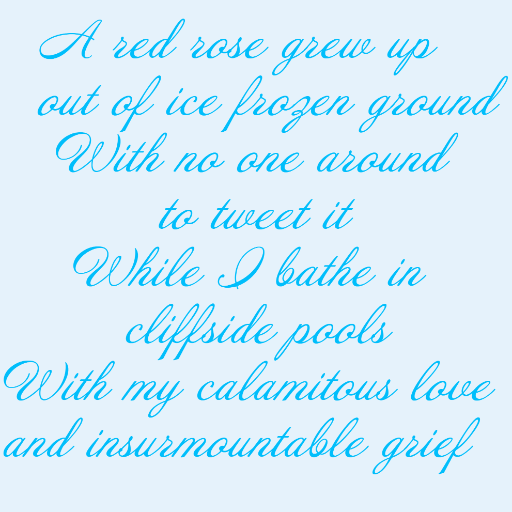 A red rose grew up
out of ice frozen ground
With no one around
to tweet it
While I bathe in
cliffside pools
With my calamitous love
and insurmountable grief